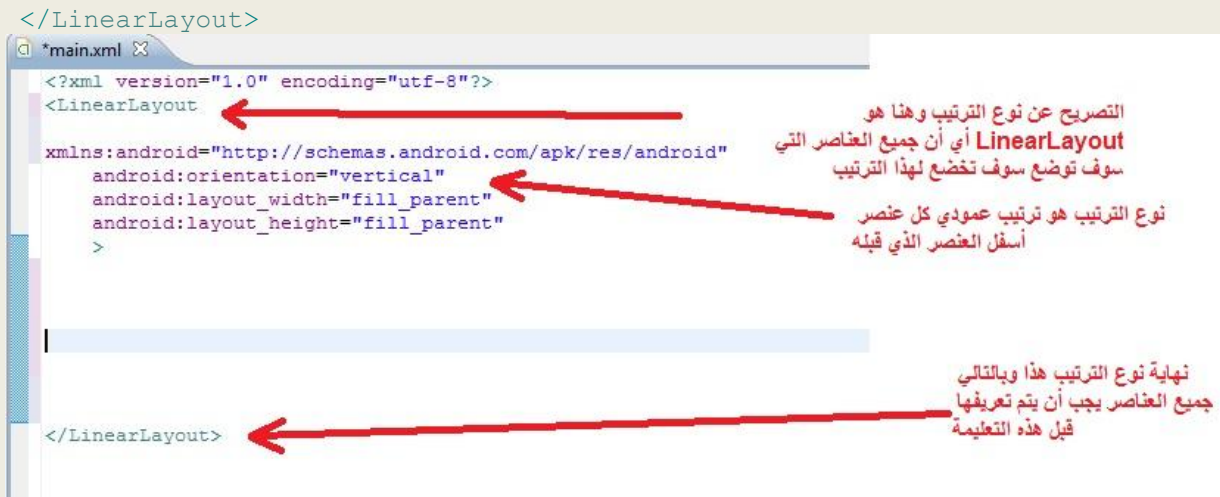 </LinearLayout>
*main.xml
<?xml version="1.0" encoding="utf-8"?>
<LinearLayout
xmlns:android="http://schemas.android.com/apk/res/android"
android:orientation="vertical"
android:layout_width="fill_parent"
android:layout_height="fill_parent"
>
</LinearLayout>
التصريح عن نوع الترتيب وهنا هو
LinearLayout أي أن جميع العناصر التي
سوف توضع سوف تخضع لهذا الترتيب
نوع الترتيب هو ترتيب عمودي كل عنصر
أسفل العنصر الذي قبله
نهاية نوع الترتيب هذا وبالتالي
جميع العناصر يجب أن يتم تعريفها
قبل هذه التعليمة